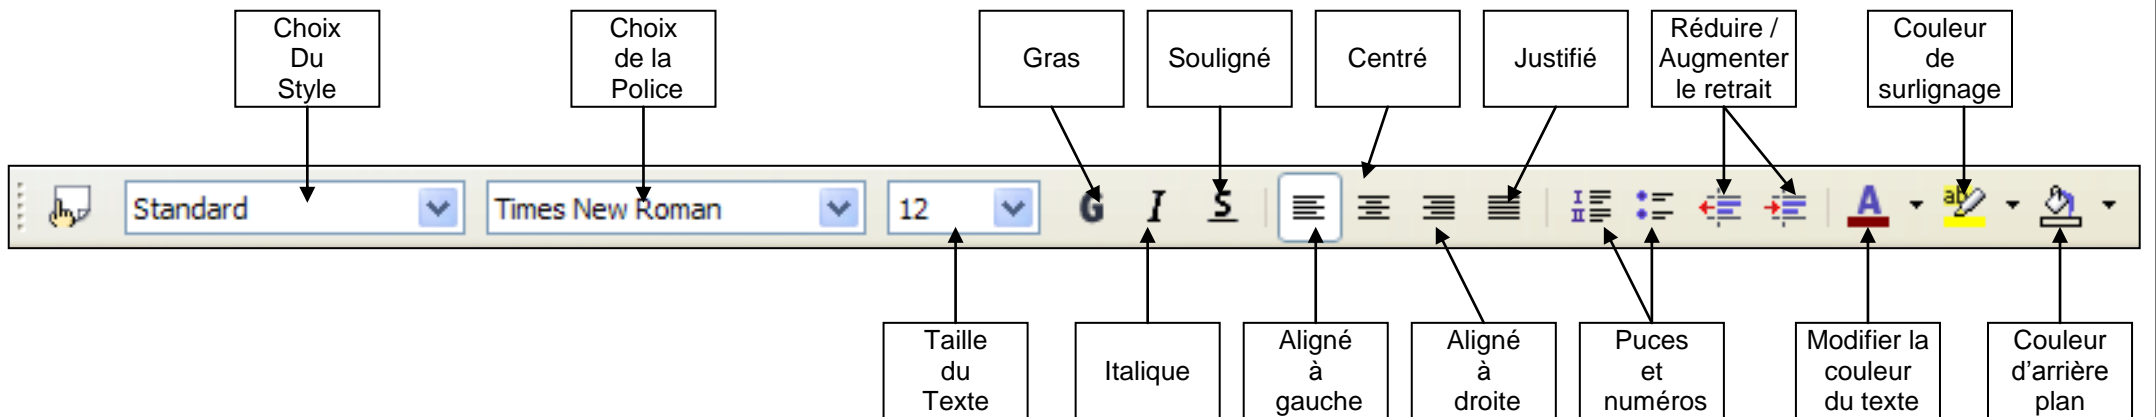 Choix
Du
Style
Choix
de la
Police
Gras
Souligné
Centré
Justifié
Réduire /
Augmenter
le retrait
Couleur
de
surlignage
Standard
Times New Roman
12
G
I
S
I
II
A
ab
Taille
du
Texte
Italique
Aligné
à
gauche
Aligné
à
droite
Puces
et
numéros
Modifier la
couleur
du texte
Couleur
d'arrière
plan